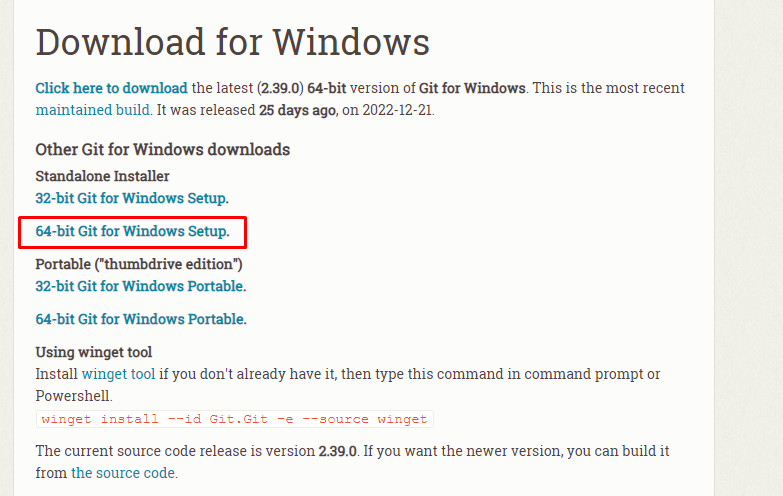 Download for Windows
Click here to download the latest (2.39.0) 64-bit version of Git for Windows. This is the most recent
maintained build. It was released 25 days ago, on 2022-12-21.
Other Git for Windows downloads
Standalone Installer
32-bit Git for Windows Setup.
64-bit Git for Windows Setup.
Portable ("thumbdrive edition")
32-bit Git for Windows Portable.
64-bit Git for Windows Portable.
Using winget tool
Install winget tool if you don't already have it, then type this command in command prompt or
Powershell.
winget install --id Git.Git -e --source winget
The current source code release is version 2.39.0. If you want the newer version, you can build it
from the source code.